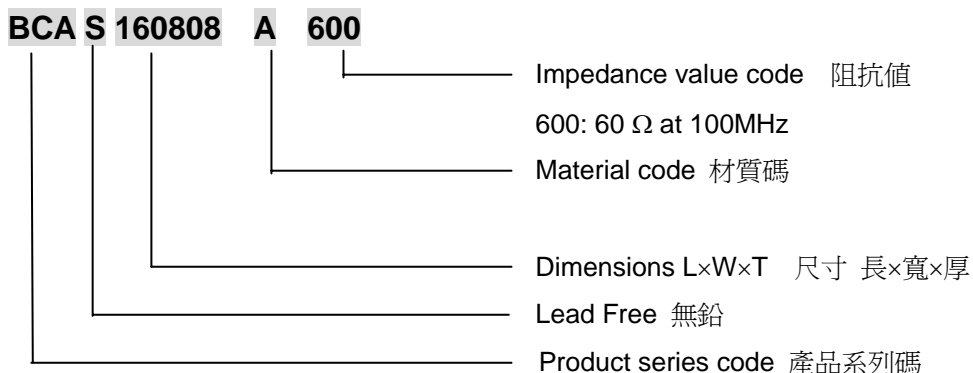 BCA S 160808 A 600
Impedance value code 阻抗値
600: 60 Ω at 100MHz
Material code 材質碼
Dimensions L×W×T 尺寸 長×寬×厚
Lead Free 無鉛
Product series code 產品系列碼